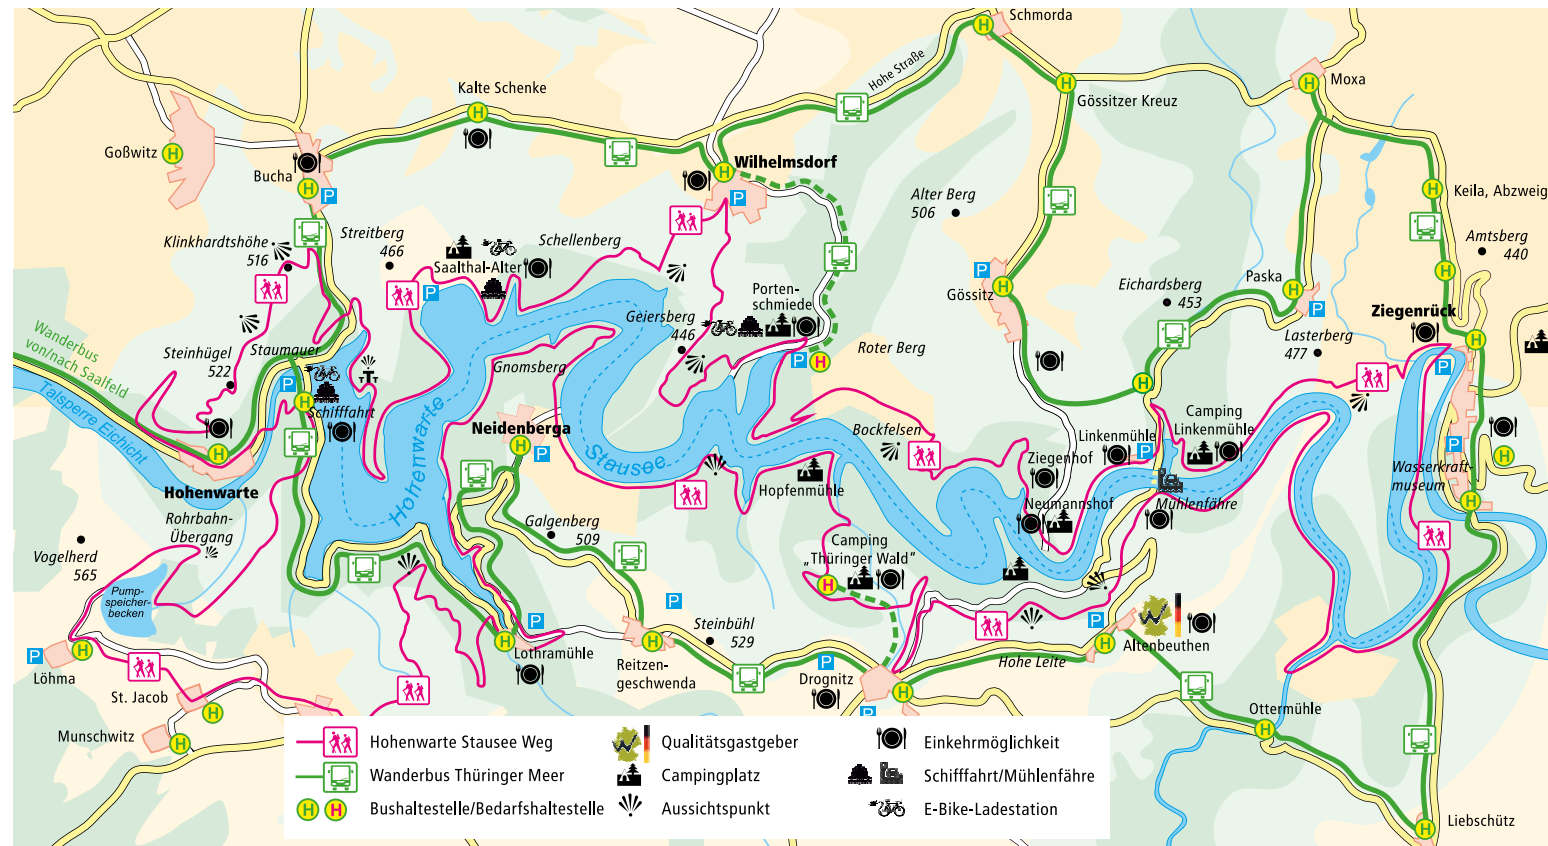 Schmorda
Hohe Straße
Moxa
Kalte Schenke
Gössitzer Kreuz
Goßwitz
Bucha
Wilhelmsdorf
Alter Berg
506
Keila, Abzweig
Klinkhardtshöhe
516
Streitberg
466
Schellenberg
Saalthal-Alter
Amtsberg
440
Porten-
schmiede
Gössitz
Eichardsberg
453
Paska
Ziegenrück
Geiersberg
446
Lasterberg
477
Wanderbus
von/nach Saalfeld
Steinhügel
522
Staumauer
Gnomsberg
Roter Berg
Talsperre Eichicht
Schifffahrt
Hohenwarte
Stausee
Neidenberga
Bockfelsen
Linkenmühle
Camping
Linkenmühle
Ziegenhof
Wasserkraft-
museum
Hohenwarte
Hopfenmühle
Neumannshof
Mühlenfähre
Rohrbahn-
Übergang
Galgenberg
509
Camping
„Thüringer Wald“
Vogelherd
565
Pump-
speicher-
becken
Steinbühl
529
Altenbeuthen
Hohe Leite
Lothramühle
Reitzen-
geschwenda
Drognitz
Löhma
St. Jacob
Munschwitz
Ottermühle
Liebschütz
Hohenwarte Stausee Weg
Qualitätsgastgeber
Einkehrmöglichkeit
Wanderbus Thüringer Meer
Campingplatz
Schifffahrt/Mühlenfähre
H H Bushaltestelle/Bedarfshaltestelle
Aussichtspunkt
E-Bike-Ladestation